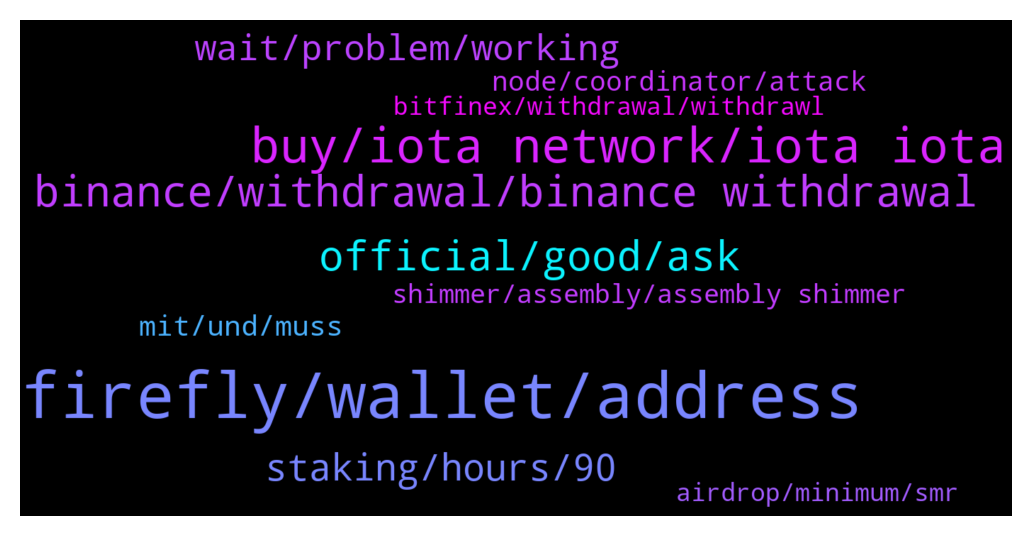 wait/problem/working
node/coordinator/attack
bitfinex/withdrawal/withdrawl
buy/iota network/iota iota
binance/withdrawal/binance withdrawal
official/good/ask
shimmer/assembly/assembly shimmer
mit/und/muss
firefly/wallet/address
staking/hours/90
airdrop/minimum/smr